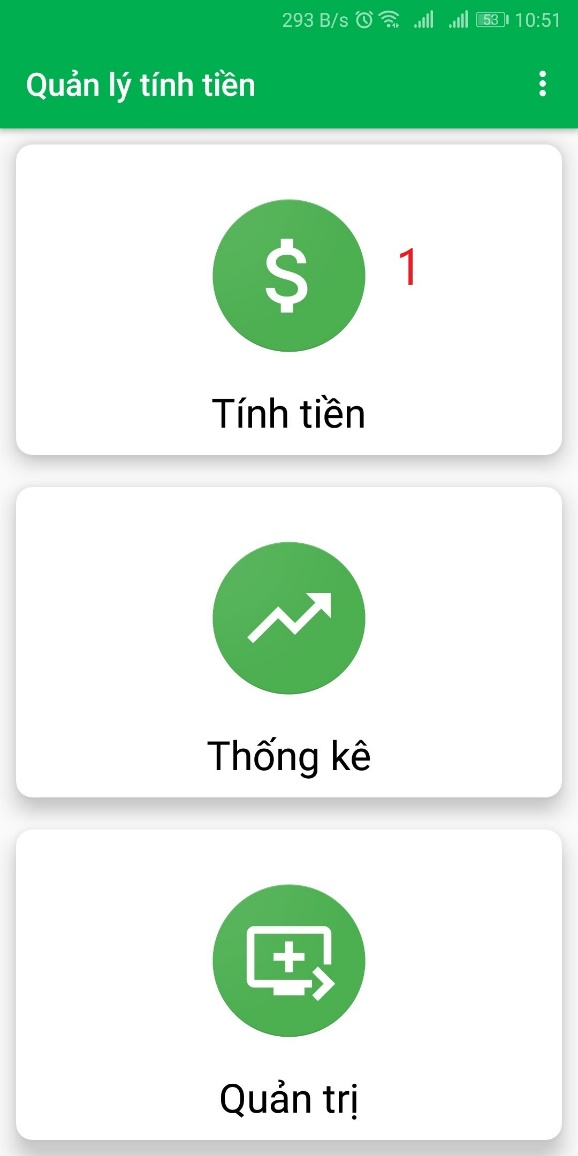 293 B/s 53 10:51
Quản lý tính tiền
$ 1
Tính tiền
Thống kê
Quản trị